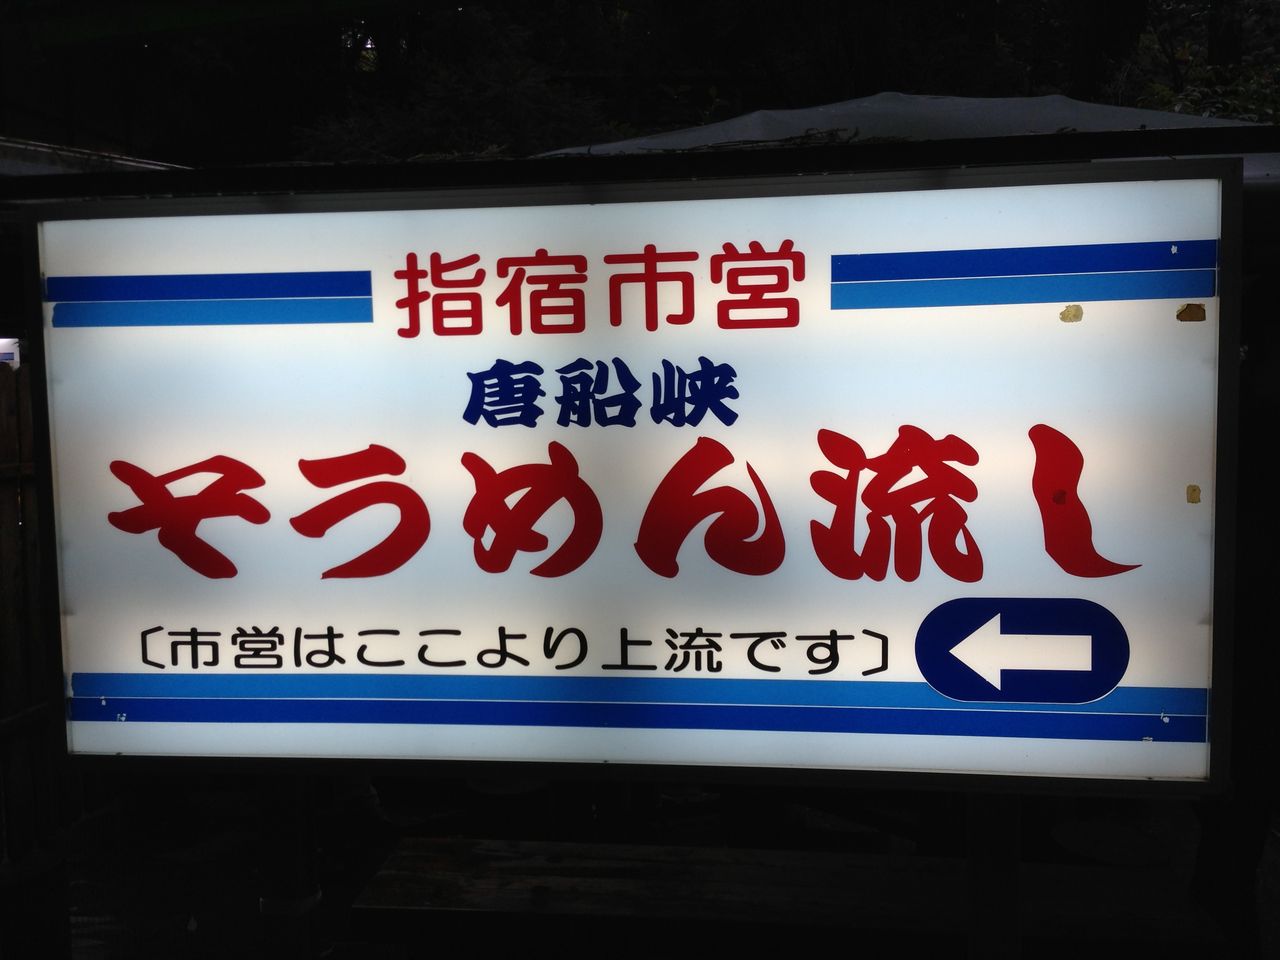 指宿市営
唐船峡
そうめん流し
〔市営はここより上流です〕